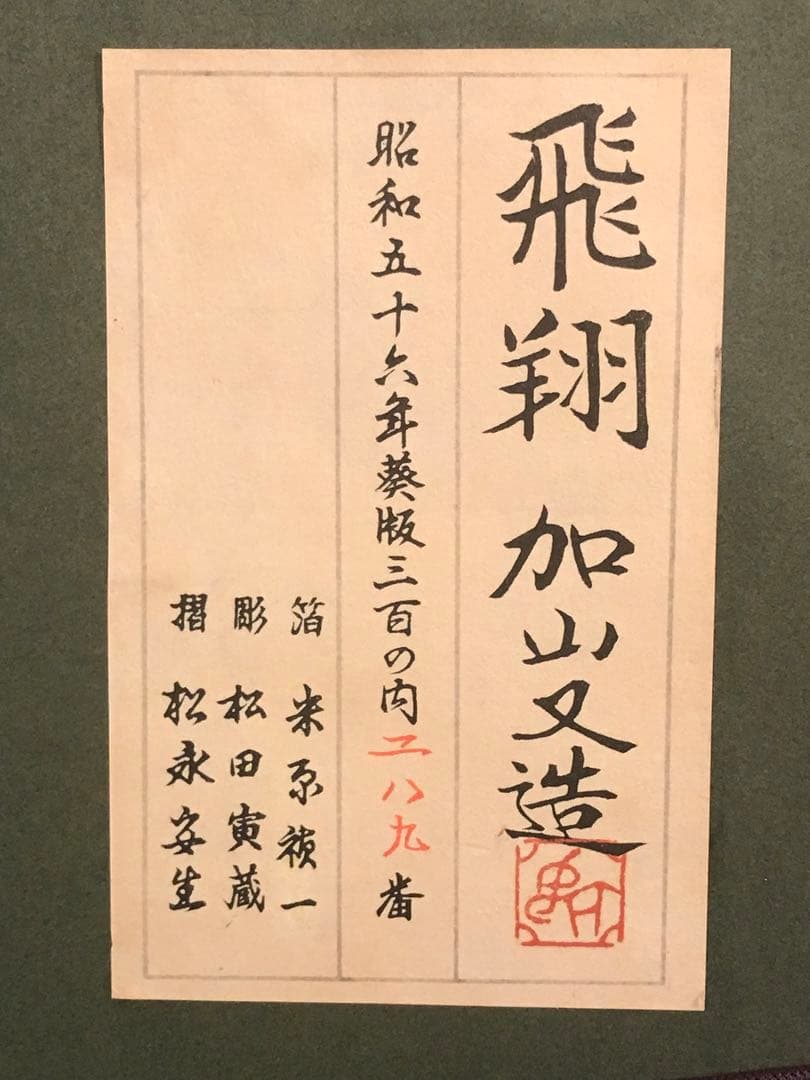 飛翔 加山又造
昭和五十六年葵版三百の内二八九番
箔 米原禎一
彫 松田寅蔵
摺 松永安生